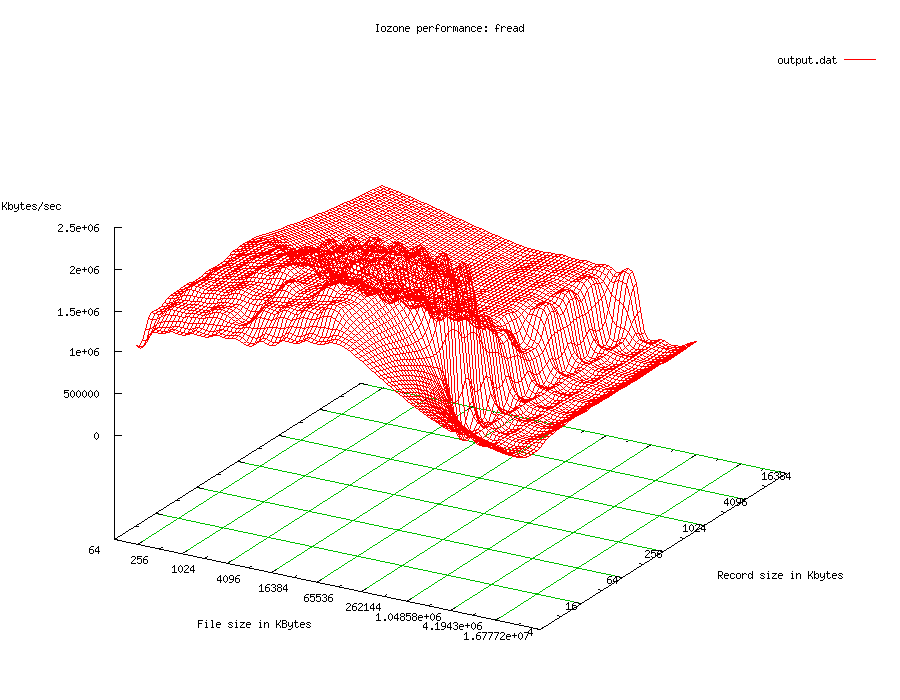 Iozone performance: fread
output.dat
Kbytes/sec
2.5e+06
2e+06
1.5e+06
1e+06
500000
0
64
256
1024
4096
16384
65536
262144
1.04858e+06
4.1943e+06
1.67772e+07
File size in KBytes
4
16
64
256
1024
4096
16384
Record size in Kbytes